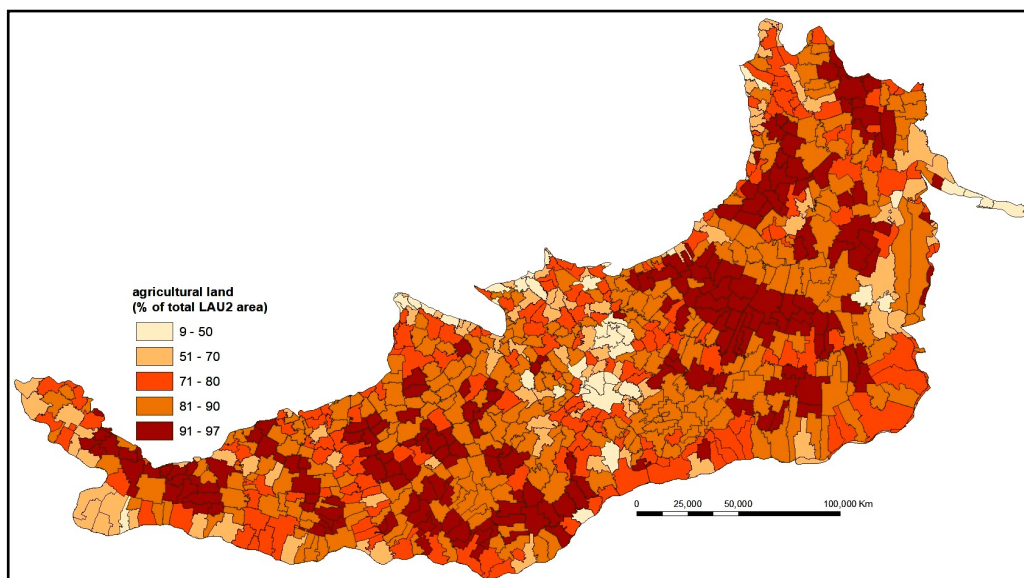 agricultural land
(% of total LAU2 area)
9 - 50
51 - 70
71 - 80
81 - 90
91 - 97
0 25,000 50,000 100,000 Km